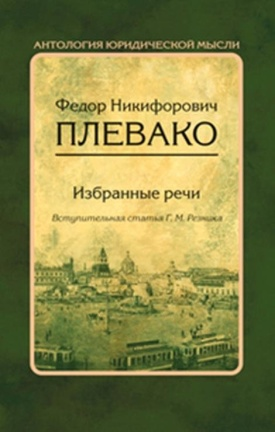 АНТОЛОГИЯ ЮРИДИЧЕСКОЙ МЫСЛИ
Федор Никифорович
ПЛЕВАКО
Избранные речи
Вступительная статья Г. М. Резника